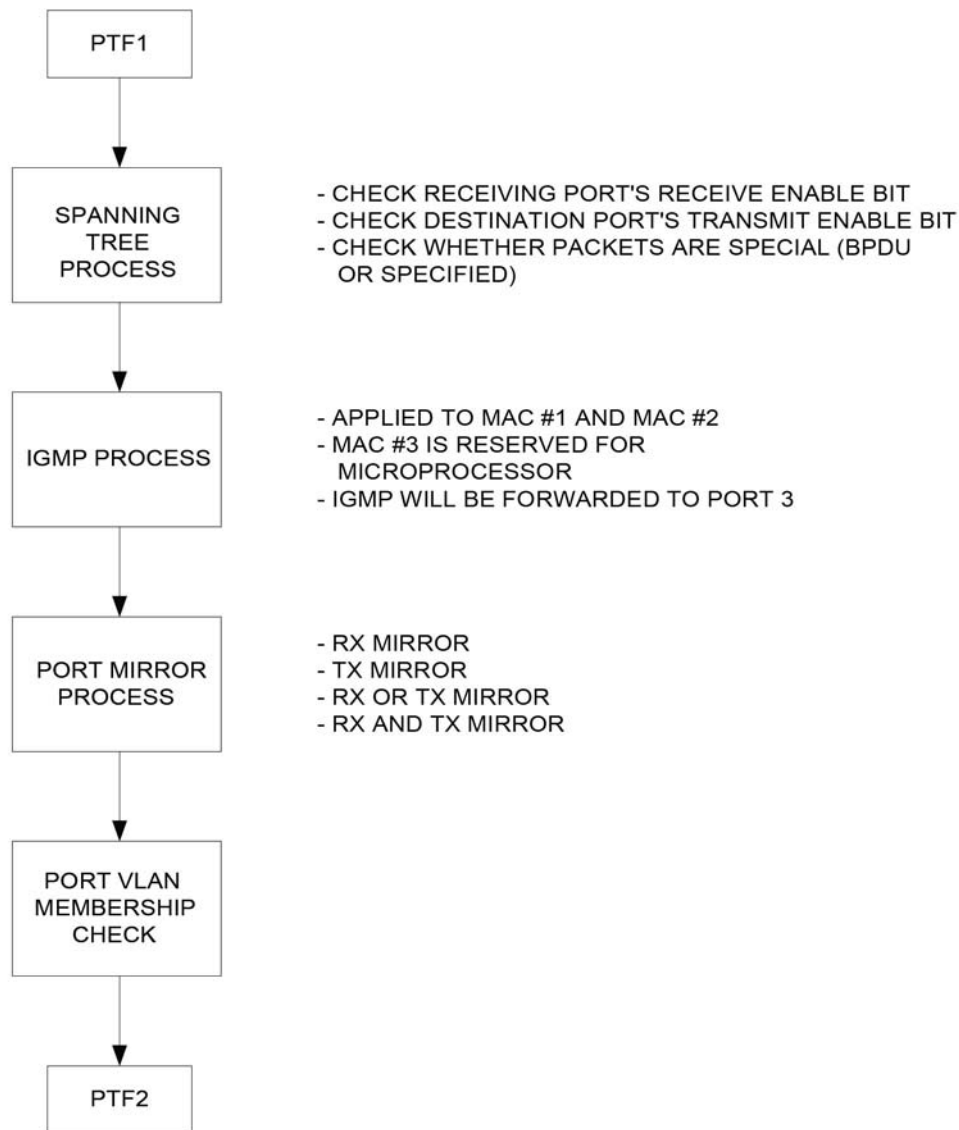 PTF1
SPANNING
TREE
PROCESS
- CHECK RECEIVING PORT'S RECEIVE ENABLE BIT
- CHECK DESTINATION PORT'S TRANSMIT ENABLE BIT
- CHECK WHETHER PACKETS ARE SPECIAL (BPDU
OR SPECIFIED)
IGMP PROCESS
- APPLIED TO MAC #1 AND MAC #2
- MAC #3 IS RESERVED FOR
MICROPROCESSOR
- IGMP WILL BE FORWARDED TO PORT 3
PORT MIRROR
PROCESS
- RX MIRROR
- TX MIRROR
- RX OR TX MIRROR
- RX AND TX MIRROR
PORT VLAN
MEMBERSHIP
CHECK
PTF2